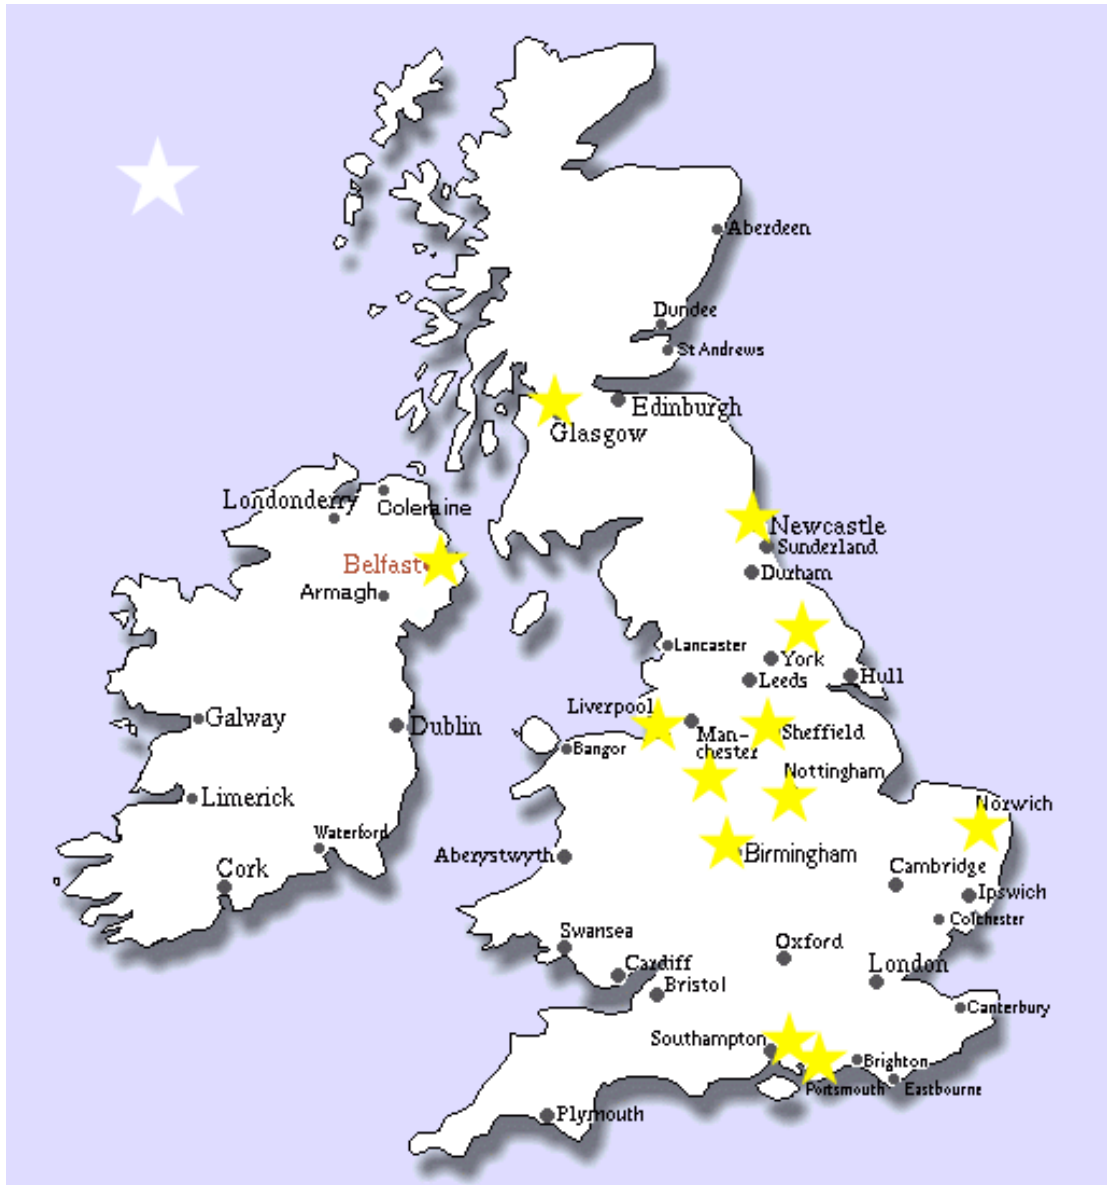 Aberdeen
Dundee
St Andrews
Edinburgh
Glasgow
Londonderry
Coleraine
Newcastle
Sunderland
Belfast
Durham
Armagh
Lancaster
York
Leeds
Hull
Liverpool
Galway
Dublin
Man-
chester
Sheffield
Bangor
Nottingham
Limerick
Norwich
Waterford
Aberystwyth
Birmingham
Cork
Cambridge
Ipswich
Colchester
Swansea
Oxford
Cardiff
London
Bristol
Canterbury
Southampton
Brighton
Portsmouth
Eastbourne
Plymouth